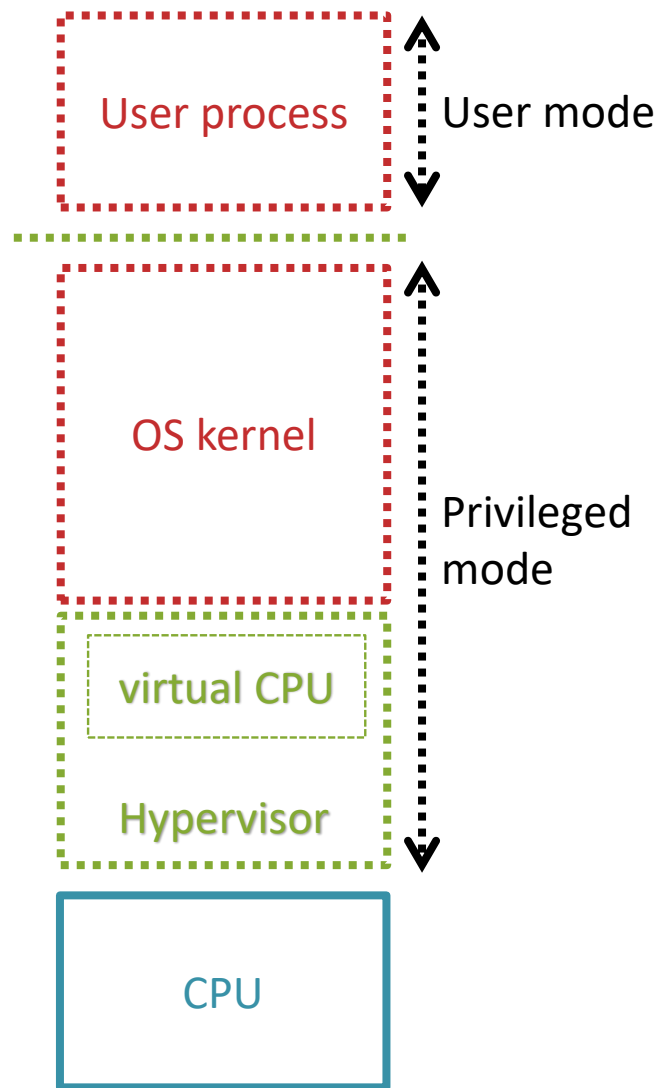 User process
User mode
OS kernel
Privileged
mode
virtual CPU
Hypervisor
CPU